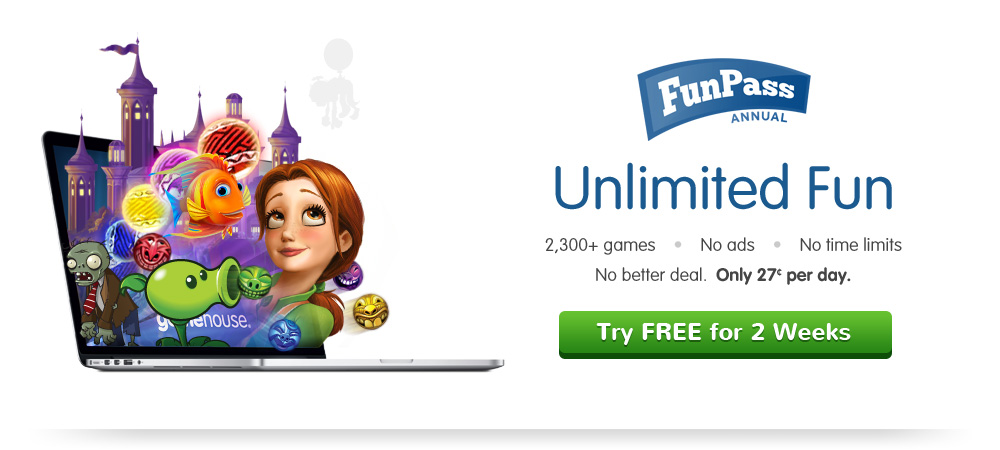 FunPass
ANNUAL
Unlimited Fun
2,300+ games • No ads • No time limits
No better deal. Only 27¢ per day.
Try FREE for 2 Weeks
gamehouse®